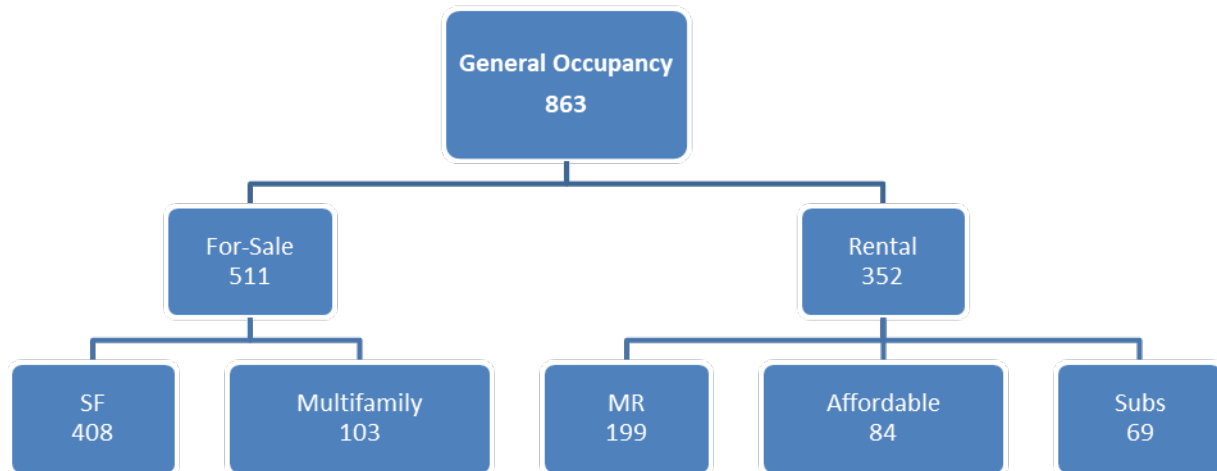 General Occupancy
863
For-Sale
511
Rental
352
SF
408
Multifamily
103
MR
199
Affordable
84
Subs
69